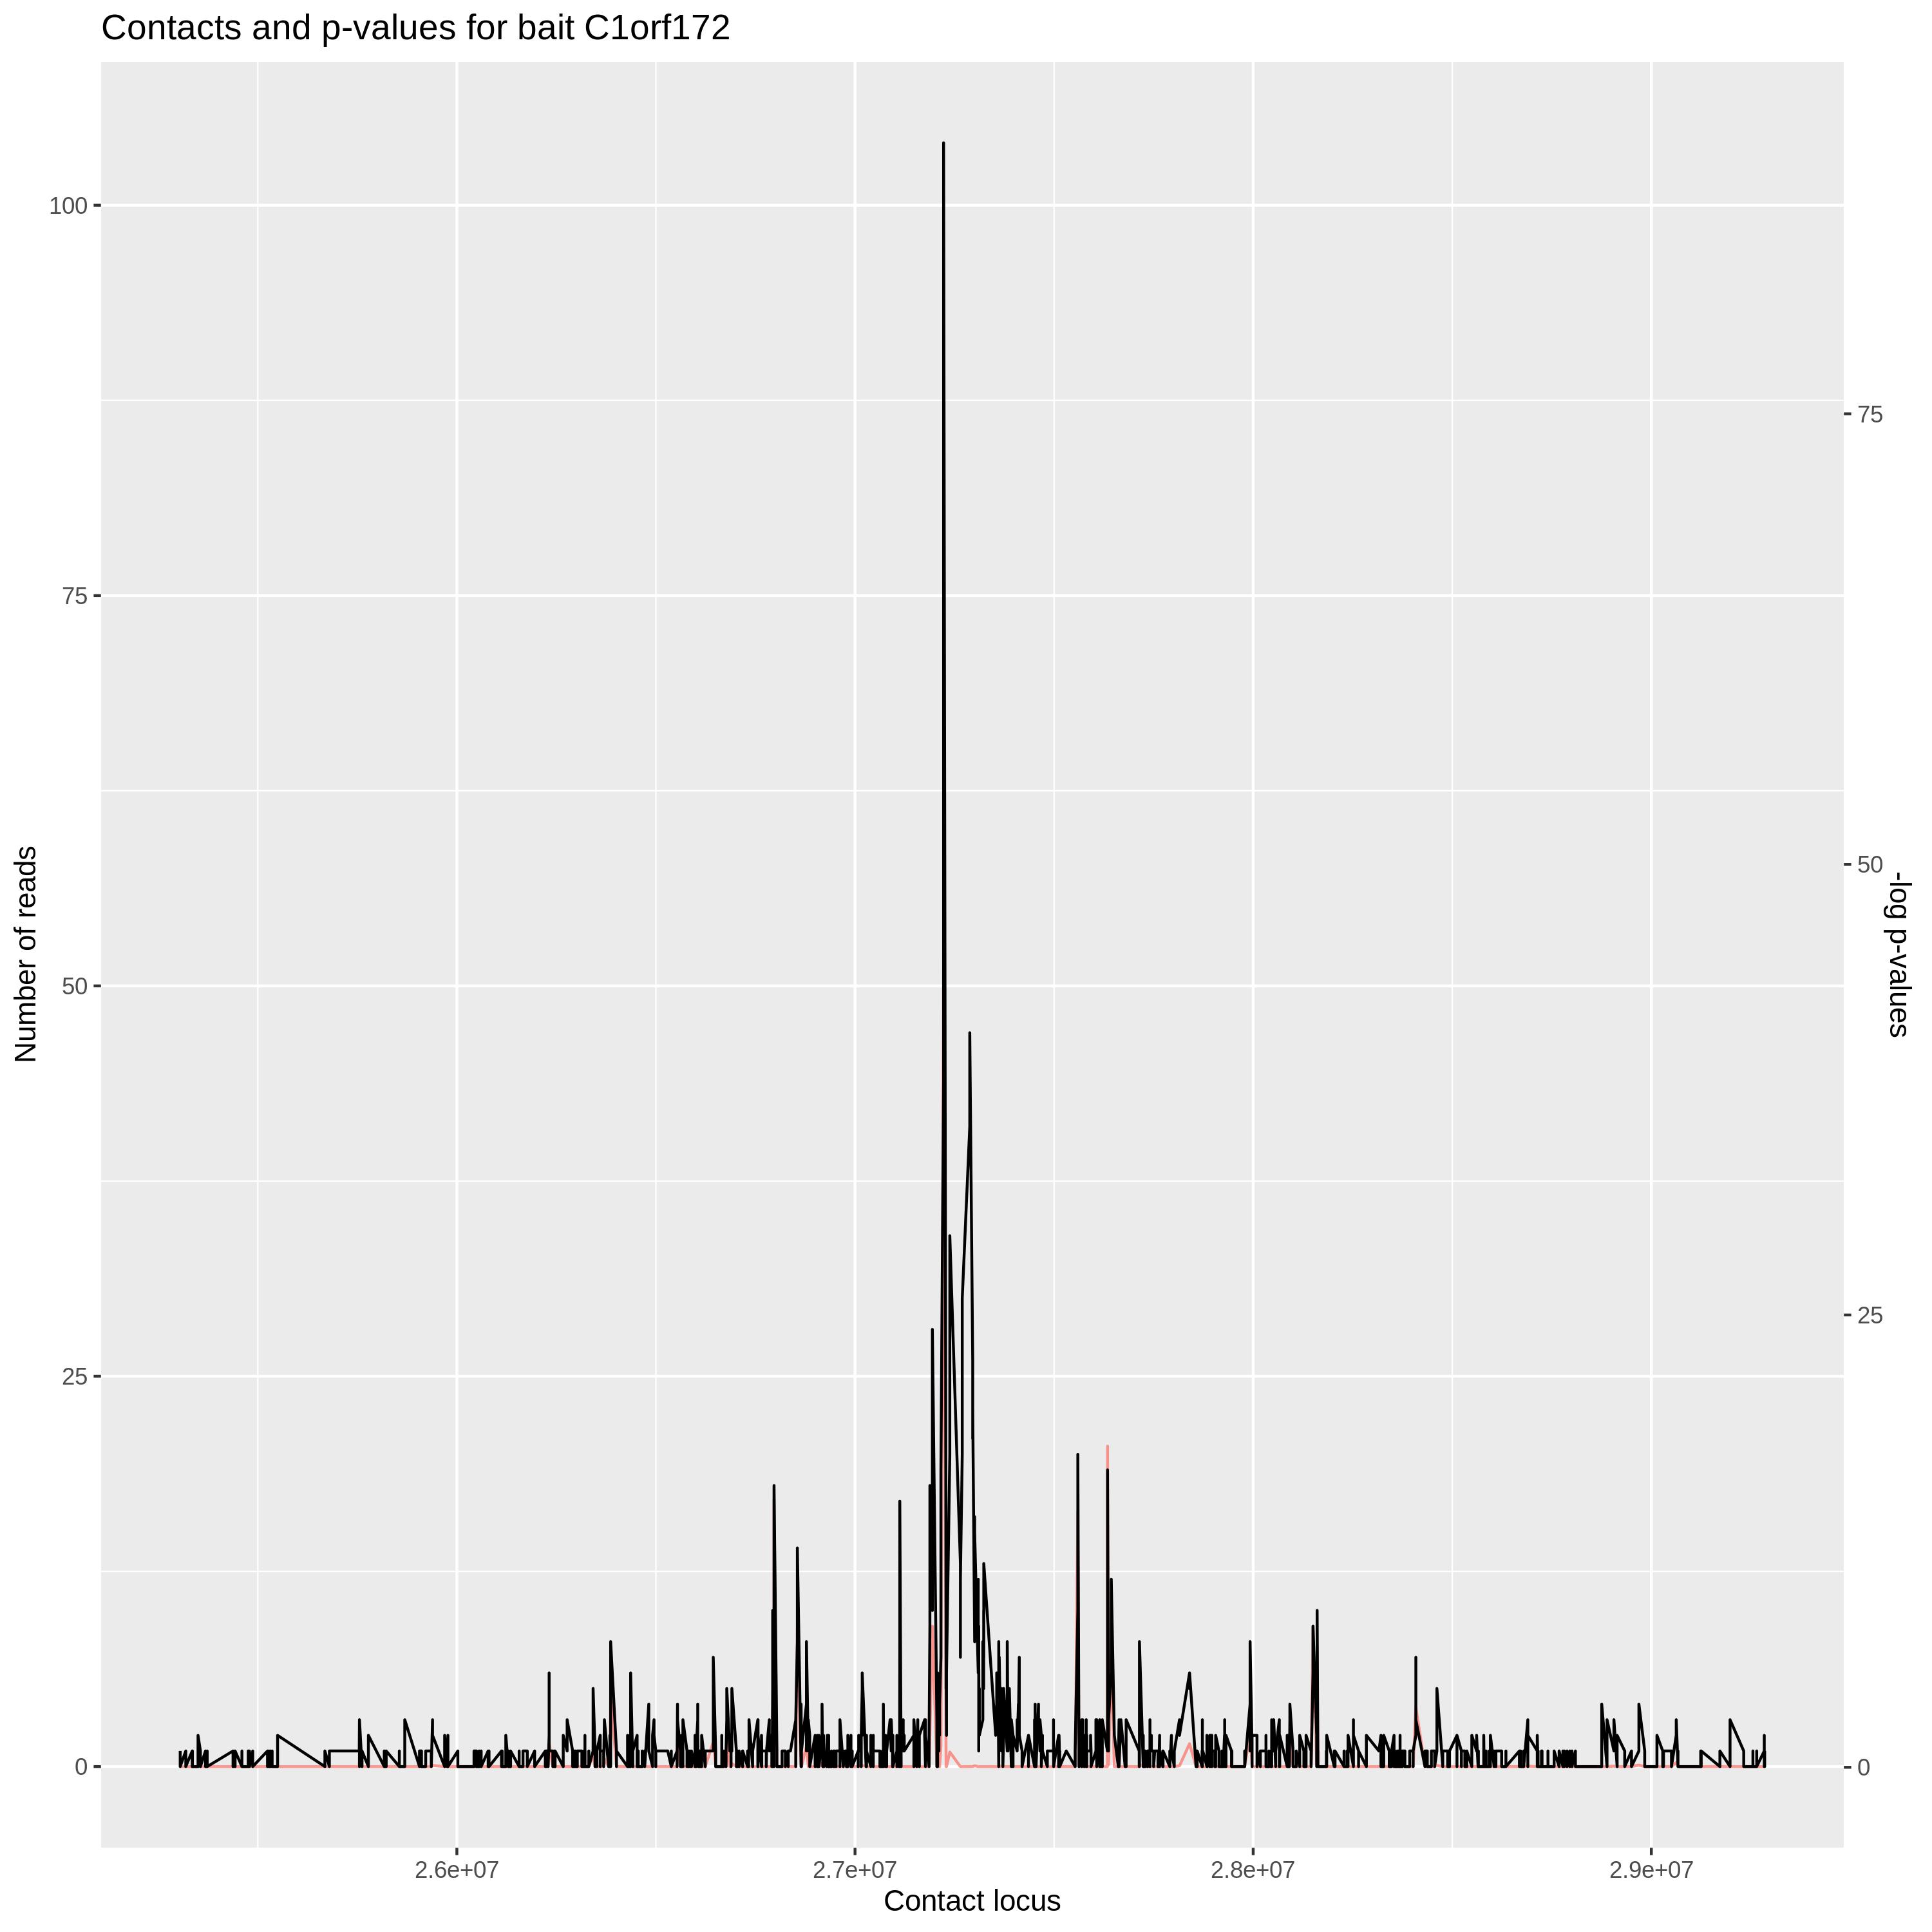 Contacts and p-values for bait C1orf172
100
75
50
25
0
Number of reads
75
50
25
0
-log p-values
2.6e+07 2.7e+07 2.8e+07 2.9e+07
Contact locus